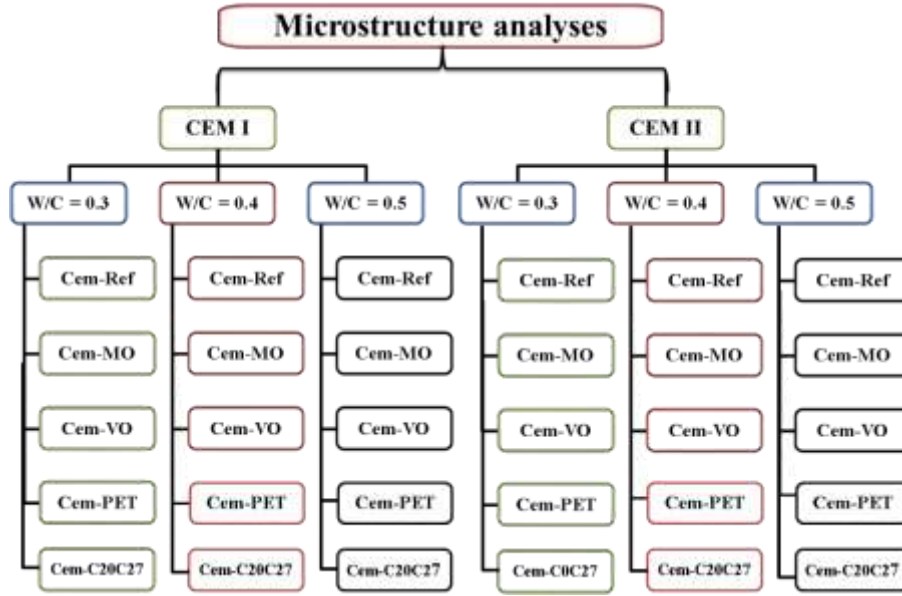 Microstructure analyses
CEM I
CEM II
W/C = 0.3
W/C = 0.4
W/C = 0.5
W/C = 0.3
W/C = 0.4
W/C = 0.5
Cem-Ref
Cem-Ref
Cem-Ref
Cem-Ref
Cem-Ref
Cem-Ref
Cem-MO
Cem-MO
Cem-MO
Cem-MO
Cem-MO
Cem-MO
Cem-VO
Cem-VO
Cem-VO
Cem-VO
Cem-VO
Cem-VO
Cem-PET
Cem-PET
Cem-PET
Cem-PET
Cem-PET
Cem-PET
Cem-C20C27
Cem-C20C27
Cem-C20C27
Cem-C0C27
Cem-C20C27
Cem-C20C27